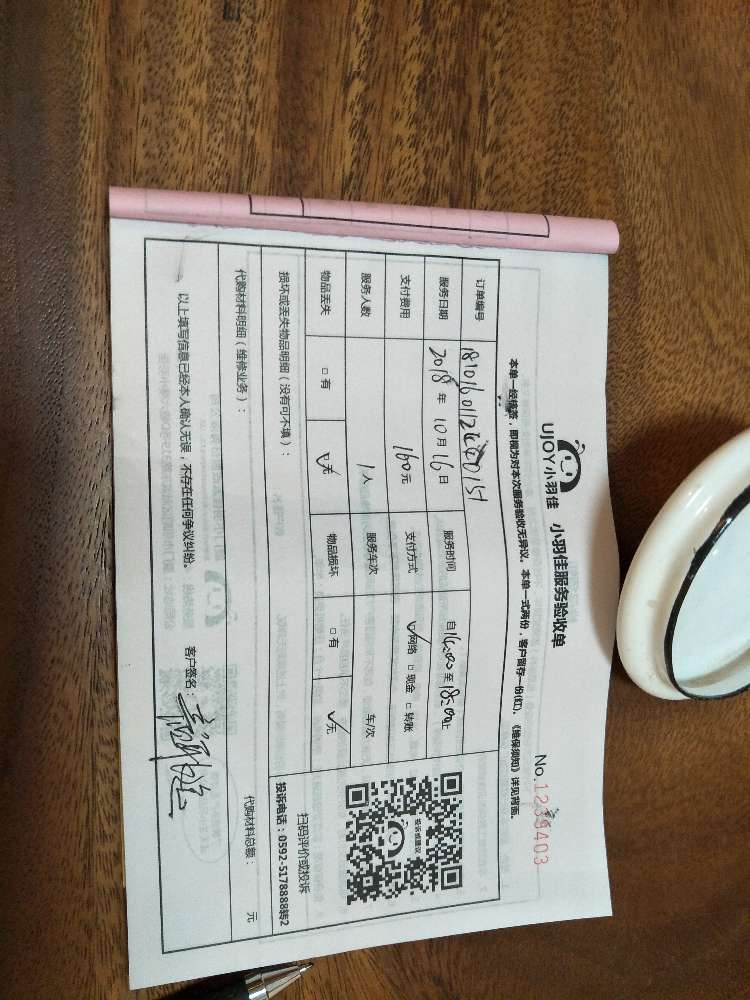 UJOY小羽佳 小羽佳服务验收单
No.1239403
本单一经签签，即视为对本次服务验收无异议。本单一式两份，客户留存一份(红)。《维保须知》详见背面。
订单编号
服务日期 2018年10月16日 服务时间 自14:00至18:00止
支付费用 160元 支付方式 ☑网络 □现金 □转账
服务人数 1人 服务车次 车/次
物品丢失 □有 ☑无 物品损坏 □有 ☑无
投诉或建议
扫码评价或投诉
投诉电话：0592-5178888转2
损坏或丢失物品明细（没有可不填）：
代购材料明细（维修业务）： 代购材料总额： 元
以上填写信息已经本人确认无误，不存在任何争议纠纷。 客户签名：